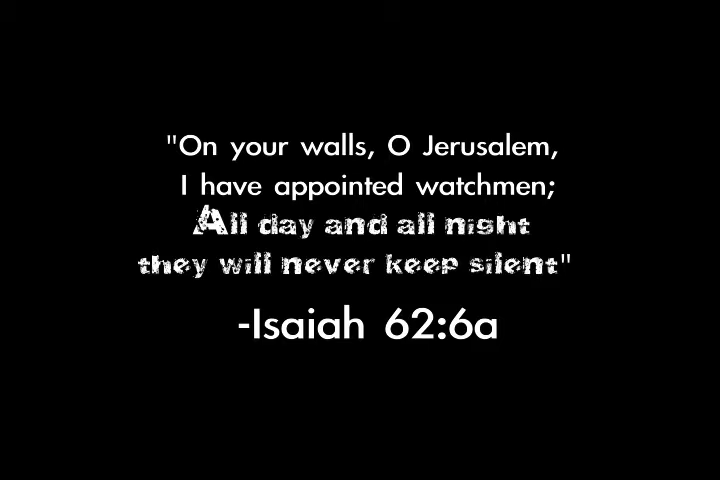 "On your walls, O Jerusalem,
I have appointed watchmen;
All day and all night
they will never keep silent"
-Isaiah 62:6a